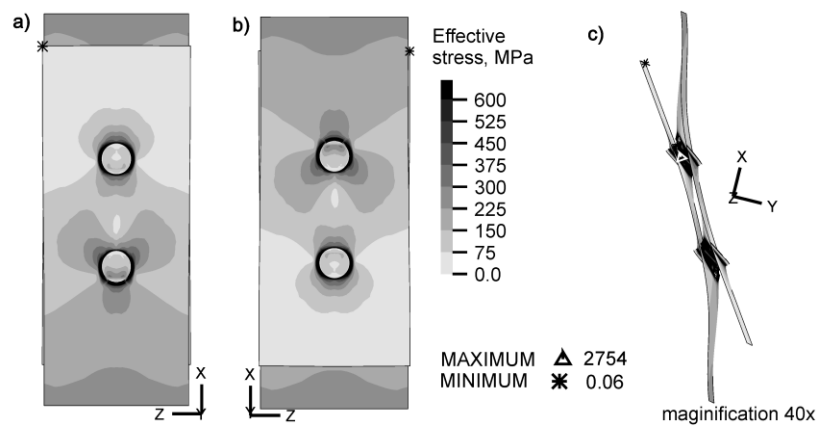 a)
b)
Effective
stress, MPa
600
525
450
375
300
225
150
75
0.0
c)
X
Z
Y
Z
X
Z
X
MAXIMUM 2754
MINIMUM 0.06
maginification 40x